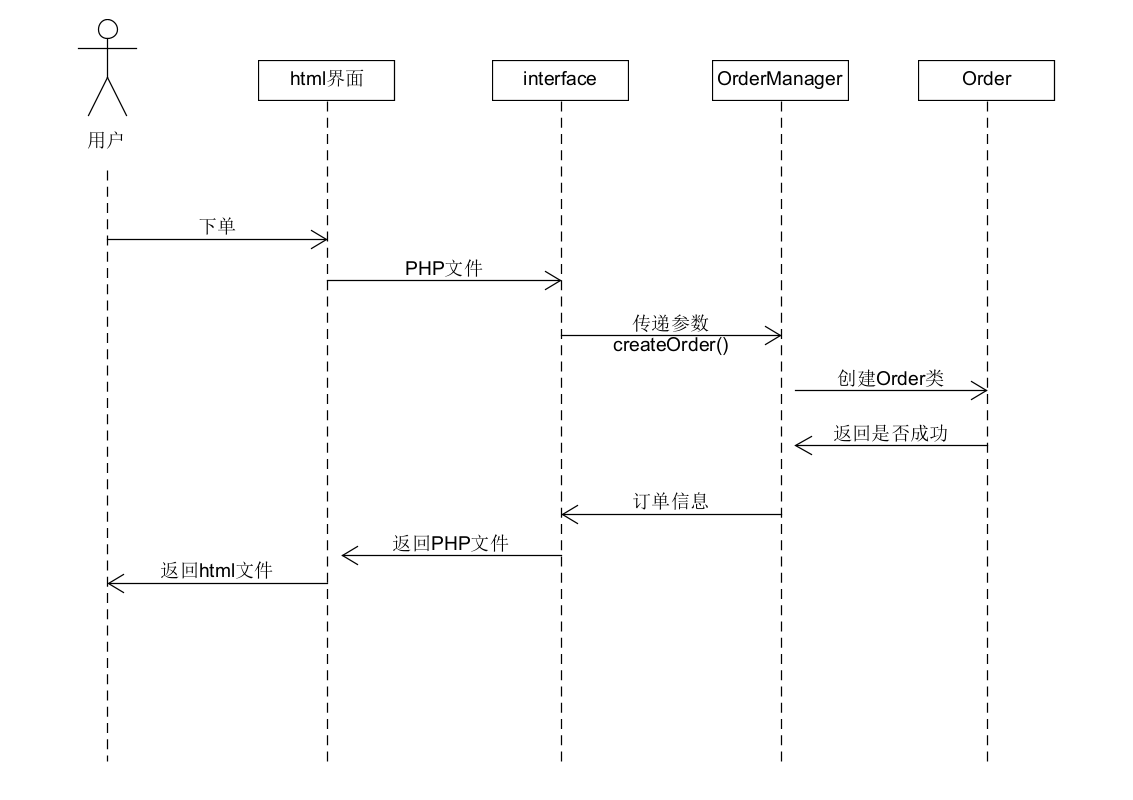 html界面
interface
OrderManager
Order
用户
下单
PHP文件
传递参数
createOrder()
创建Order类
返回是否成功
订单信息
返回PHP文件
返回html文件